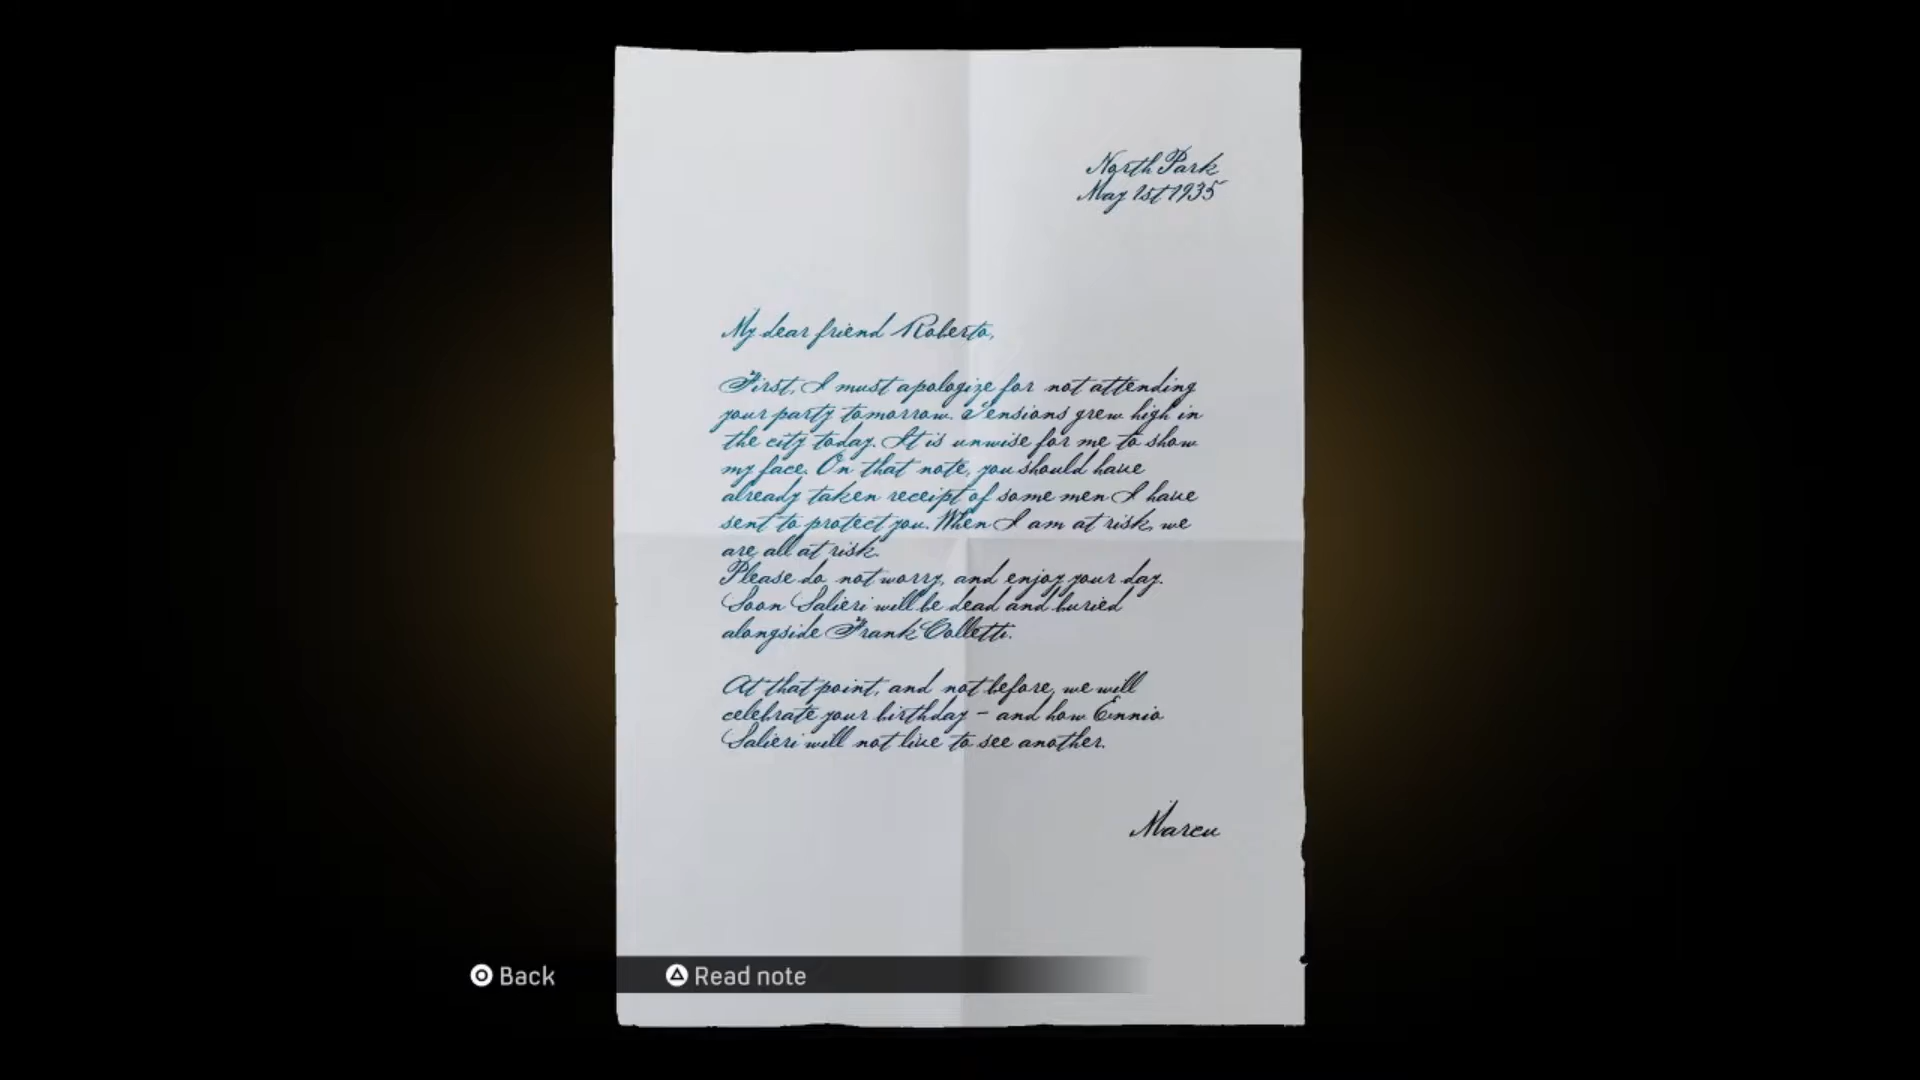 North Park
May 1st 1935
My dear friend Roberto,
First, I must apologize for not attending
your party tomorrow. Tensions grew high in
the city today. It is unwise for me to show
my face. On that note, you should have
already taken receipt of some men I have
sent to protect you. When I am at risk, we
are all at risk.
Please do not worry, and enjoy your day.
Soon Salieri will be dead and buried
alongside Frank Colletti.
At that point, and not before, we will
celebrate your birthday - and how Ennio
Salieri will not live to see another.
Marcu
Back
Read note